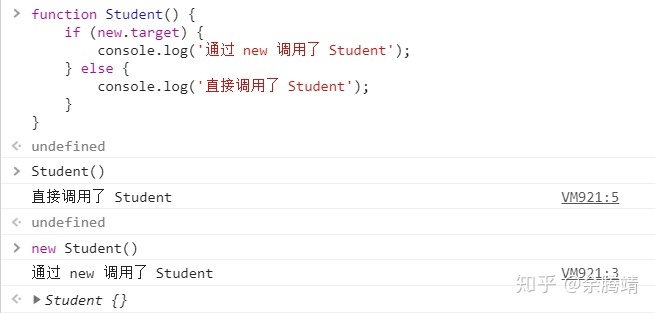 function Student() {
    if (new.target) {
        console.log('通过 new 调用了 Student');
    } else {
        console.log('直接调用了 Student');
    }
}
undefined
Student()
直接调用了 Student VM921:5
undefined
new Student()
通过 new 调用了 Student VM921:3
Student {}
知乎 @余腾靖